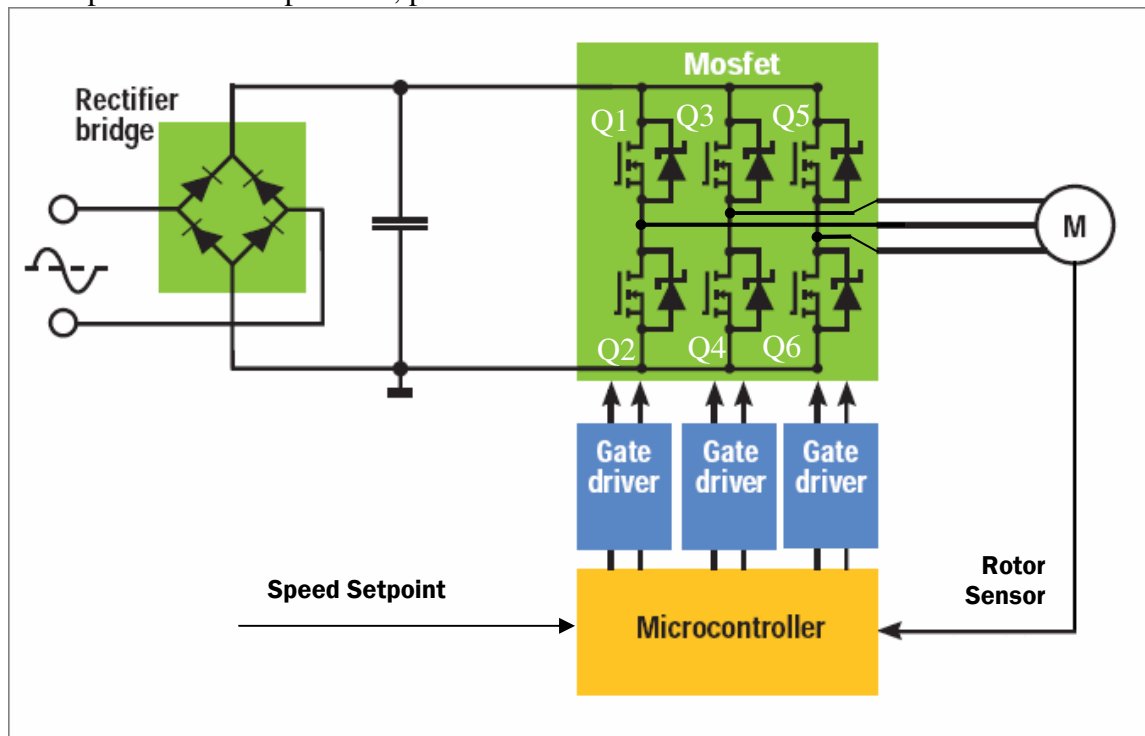 Mosfet
Rectifier
bridge
Q1
Q3
Q5
M
Q2
Q4
Q6
Gate
driver
Gate
driver
Gate
driver
Speed Setpoint
Rotor
Sensor
Microcontroller